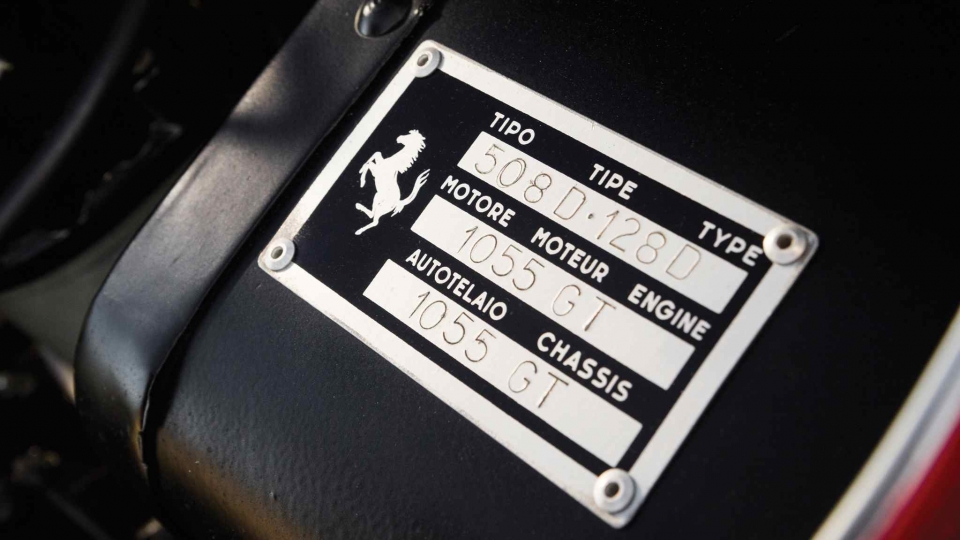 TIPO TIPE TYPE
508 D·128 D
MOTORE MOTEUR ENGINE
1055 GT
AUTOTELAIO CHASSIS
1055 GT